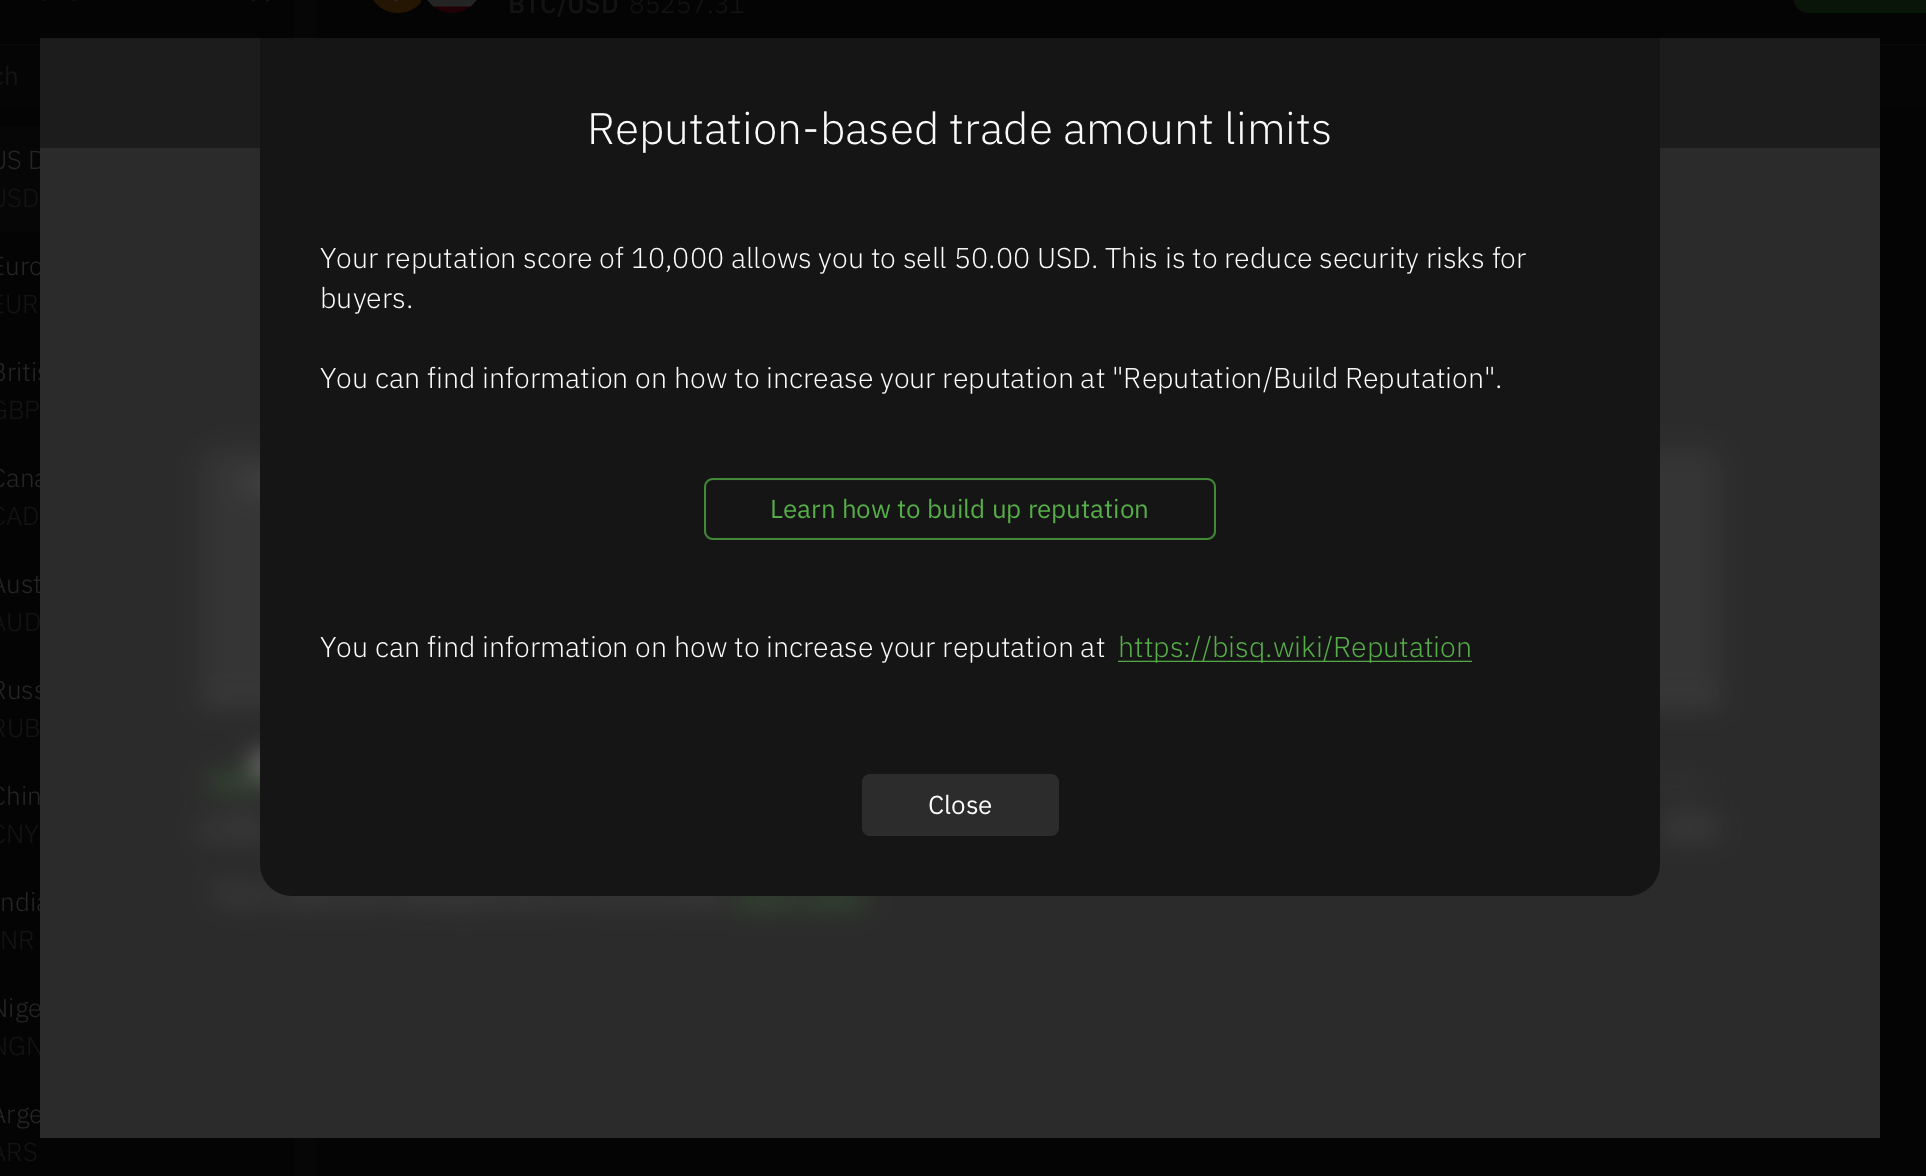 BTC/USD 85257.31
Reputation-based trade amount limits
Your reputation score of 10,000 allows you to sell 50.00 USD. This is to reduce security risks for
buyers.
You can find information on how to increase your reputation at "Reputation/Build Reputation".
Learn how to build up reputation
You can find information on how to increase your reputation at https://bisq.wiki/Reputation
Close